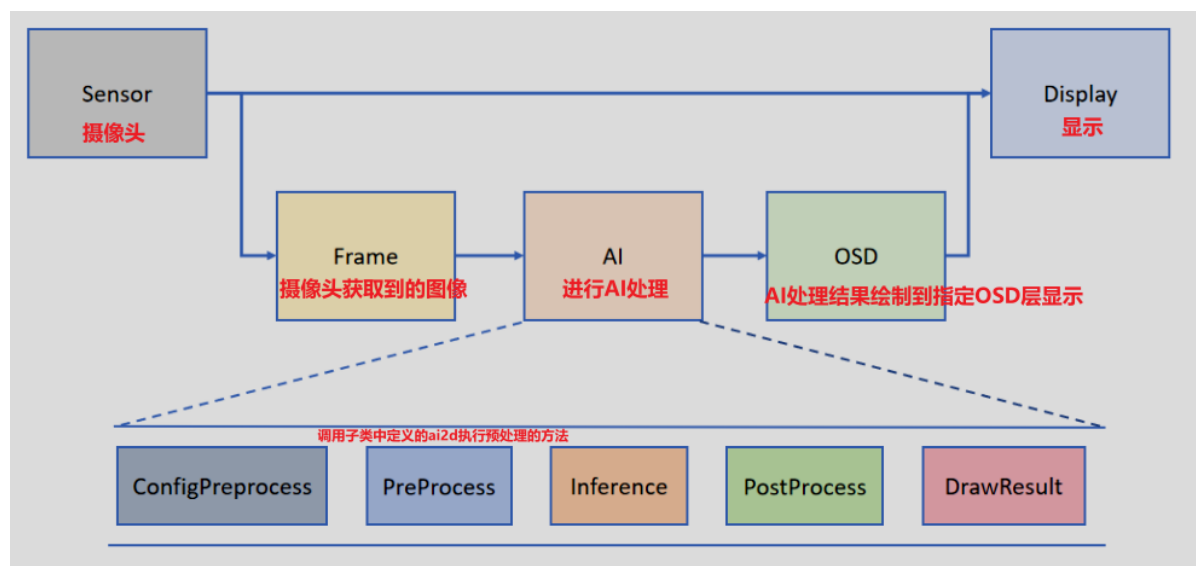 Sensor
摄像头
Display
显示
Frame
摄像头获取到的图像
AI
进行AI处理
OSD
AI处理结果绘制到指定OSD层显示
调用子类中定义的ai2d执行预处理的方法
ConfigPreprocess
PreProcess
Inference
PostProcess
DrawResult